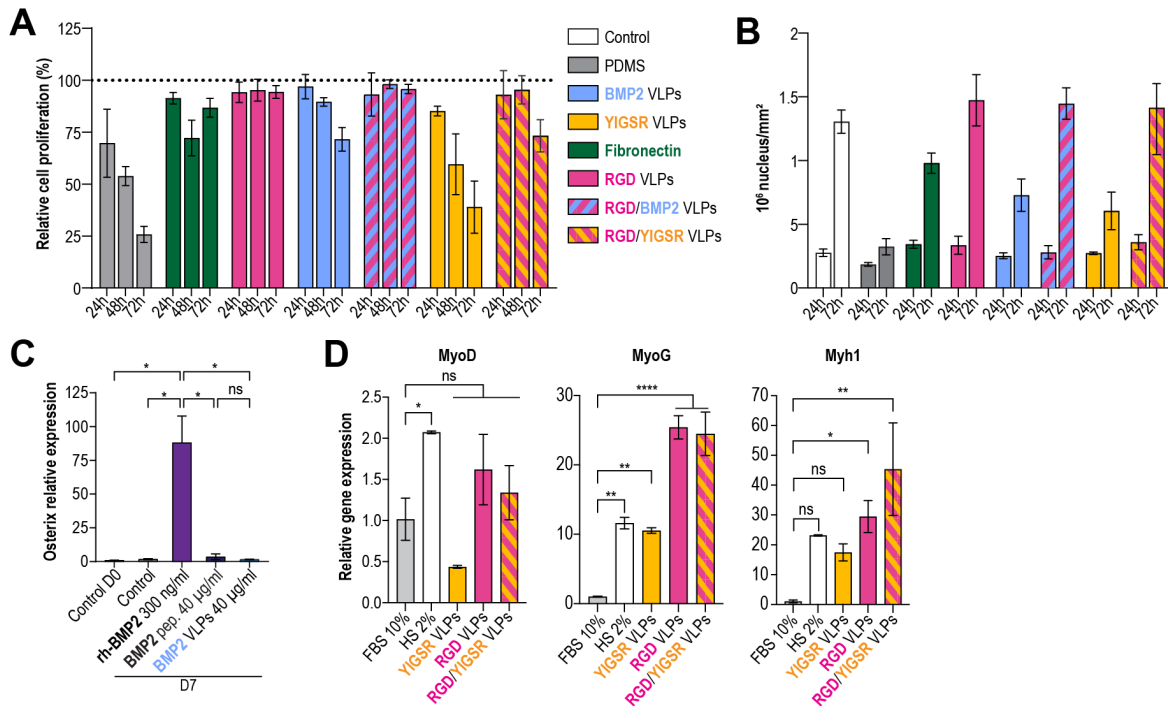 A
Relative cell proliferation (%)
125
100
75
50
25
0
24h 48h 72h 24h 48h 72h 24h 48h 72h 24h 48h 72h 24h 48h 72h 24h 48h 72h 24h 48h 72h
Control
PDMS
BMP2 VLPs
YIGSR VLPs
Fibronectin
RGD VLPs
RGD/BMP2 VLPs
RGD/YIGSR VLPs
B
10⁶ nucleus/mm²
2
1.5
1
0.5
0
24h 72h 24h 72h 24h 72h 24h 72h 24h 72h 24h 72h 24h 72h 24h 72h
C
Osterix relative expression
125
100
75
50
25
0
* *
* * ns
Control D0
Control
rh-BMP2 300 ng/ml
BMP2 pep. 40 µg/ml
BMP2 VLPs 40 µg/ml
D7
D
Relative gene expression
MyoD
2.5
2.0
1.5
1.0
0.5
0.0
ns
*
FBS 10%
HS 2%
YIGSR VLPs
RGD VLPs
RGD/YIGSR VLPs
MyoG
30
20
10
0
****
**
**
FBS 10%
HS 2%
YIGSR VLPs
RGD VLPs
RGD/YIGSR VLPs
Myh1
70
60
50
40
30
20
10
0
**
*
ns
ns
FBS 10%
HS 2%
YIGSR VLPs
RGD VLPs
RGD/YIGSR VLPs